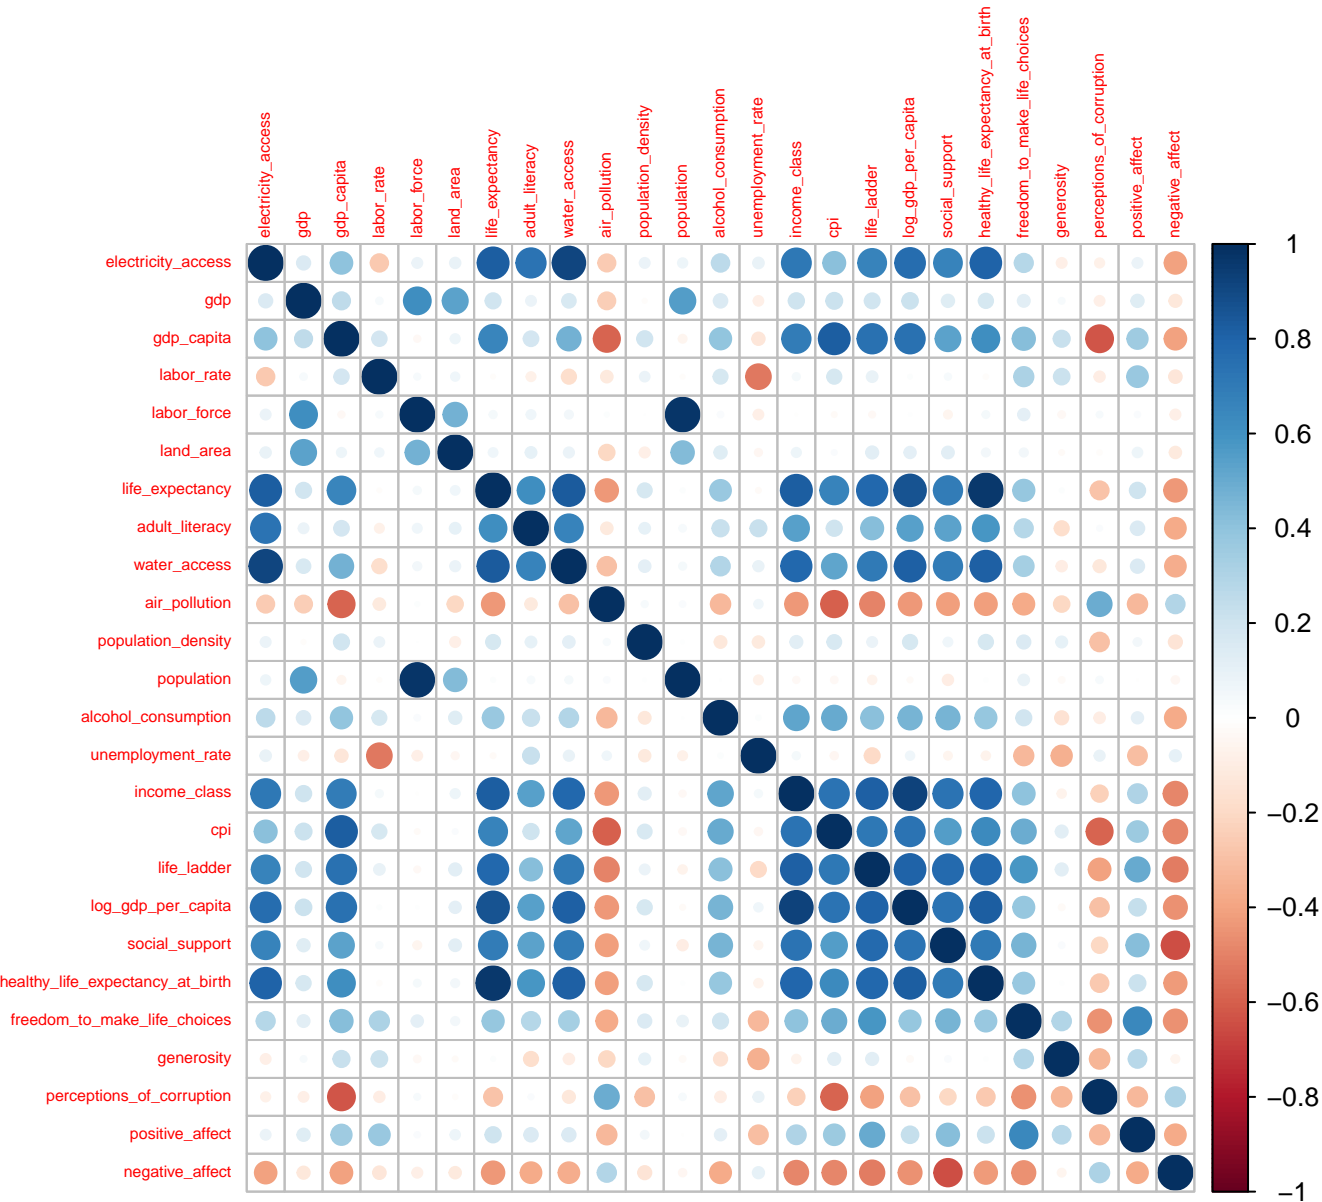 electricity_access
gdp
gdp_capita
labor_rate
labor_force
land_area
life_expectancy
adult_literacy
water_access
air_pollution
population_density
population
alcohol_consumption
unemployment_rate
income_class
cpi
life_ladder
log_gdp_per_capita
social_support
healthy_life_expectancy_at_birth
freedom_to_make_life_choices
generosity
perceptions_of_corruption
positive_affect
negative_affect
electricity_access
gdp
gdp_capita
labor_rate
labor_force
land_area
life_expectancy
adult_literacy
water_access
air_pollution
population_density
population
alcohol_consumption
unemployment_rate
income_class
cpi
life_ladder
log_gdp_per_capita
social_support
healthy_life_expectancy_at_birth
freedom_to_make_life_choices
generosity
perceptions_of_corruption
positive_affect
negative_affect
1
0.8
0.6
0.4
0.2
0
−0.2
−0.4
−0.6
−0.8
−1